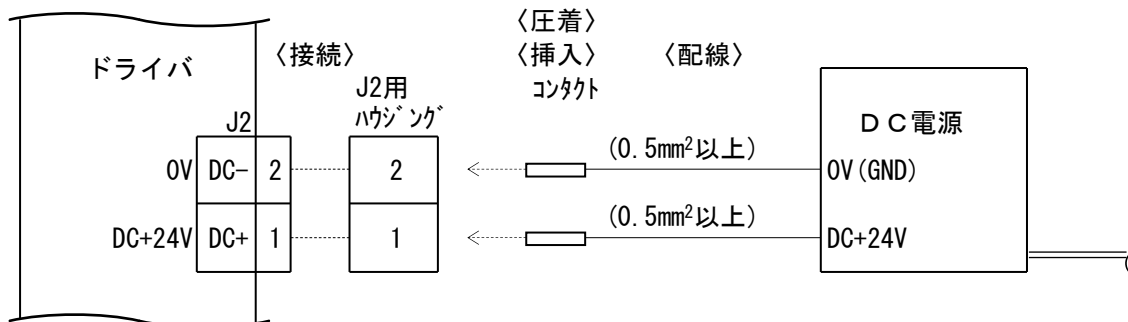 〈圧着〉
ドライバ 〈接続〉 〈挿入〉 〈配線〉
J2用 コンタクト
J2 ハウジング DC電源
0V DC- 2 2 (0.5mm²以上) 0V(GND)
DC+24V DC+ 1 1 (0.5mm²以上) DC+24V